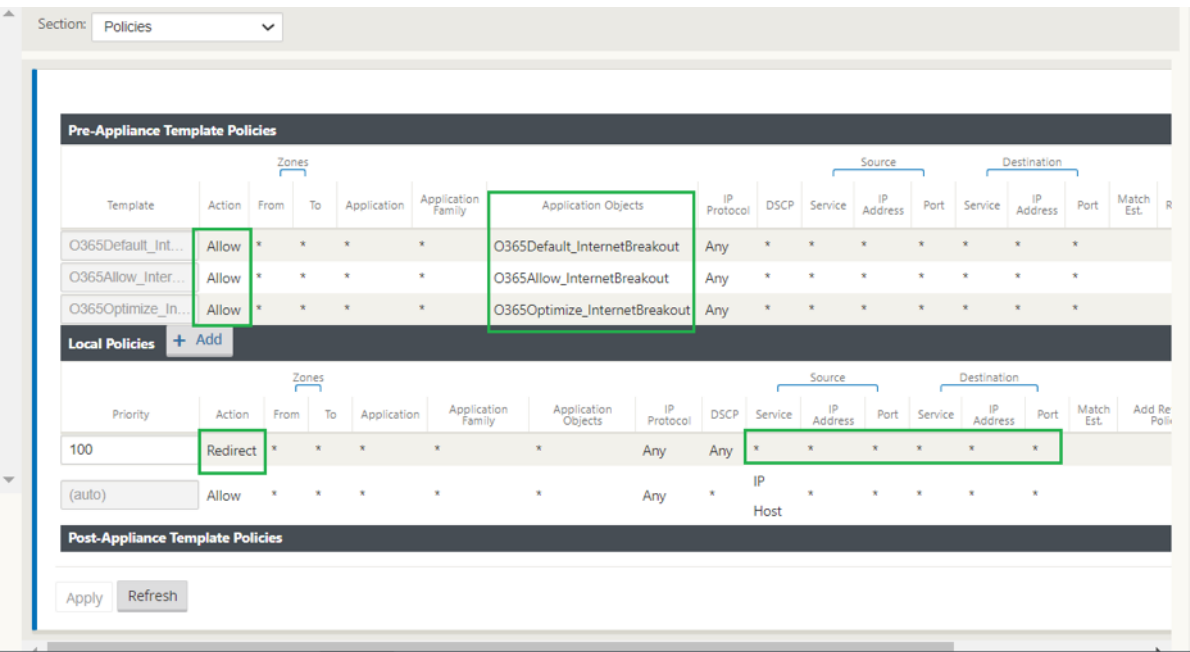 Section: Policies
Pre-Appliance Template Policies
Zones Source Destination
Template Action From To Application Application Family Application Objects IP Protocol DSCP Service IP Address Port Service IP Address Port Match Est. R
O365Default_Int... Allow * * * * O365Default_InternetBreakout Any * * * * * * *
O365Allow_Inter... Allow * * * * O365Allow_InternetBreakout Any * * * * * * *
O365Optimize_In... Allow * * * * O365Optimize_InternetBreakout Any * * * * * * *
Local Policies + Add
Zones Source Destination
Priority Action From To Application Application Family Application Objects IP Protocol DSCP Service IP Address Port Service IP Address Port Match Est. Add Re Poli
100 Redirect * * * * * Any Any * * * * * *
(auto) Allow * * * * * Any * IP Host * * * * *
Post-Appliance Template Policies
Apply Refresh